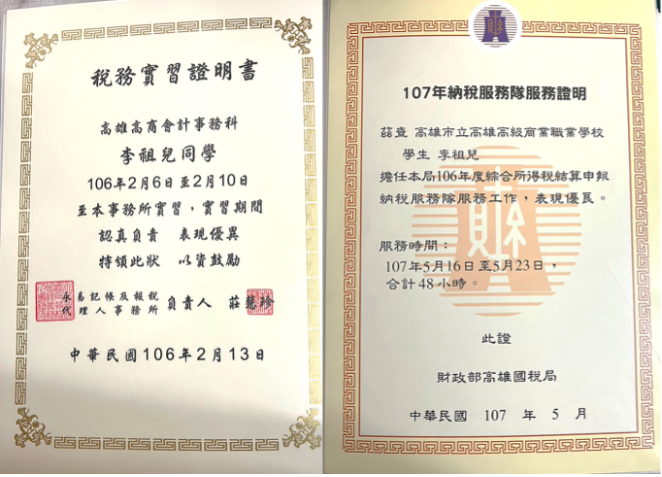 稅務實習證明書
高雄高商會計事務科
李祖兒同學
106年2月6日至2月10日
至本事務所實習，實習期間
認真負責 表現優異
特頒此狀 以資鼓勵
永易記帳及報稅
代理人事務所
負責人 莊慧玲
中華民國106年2月13日
財
107年納稅服務隊服務證明
茲查 高雄市立高雄高級商業職業學校
學生 李祖兒
擔任本局106年度綜合所得稅結算申報
納稅服務隊服務工作，表現優良。
服務時間：
107年5月16日至5月23日，
合計48小時。
此證
財政部高雄國稅局
中華民國 107 年 5 月